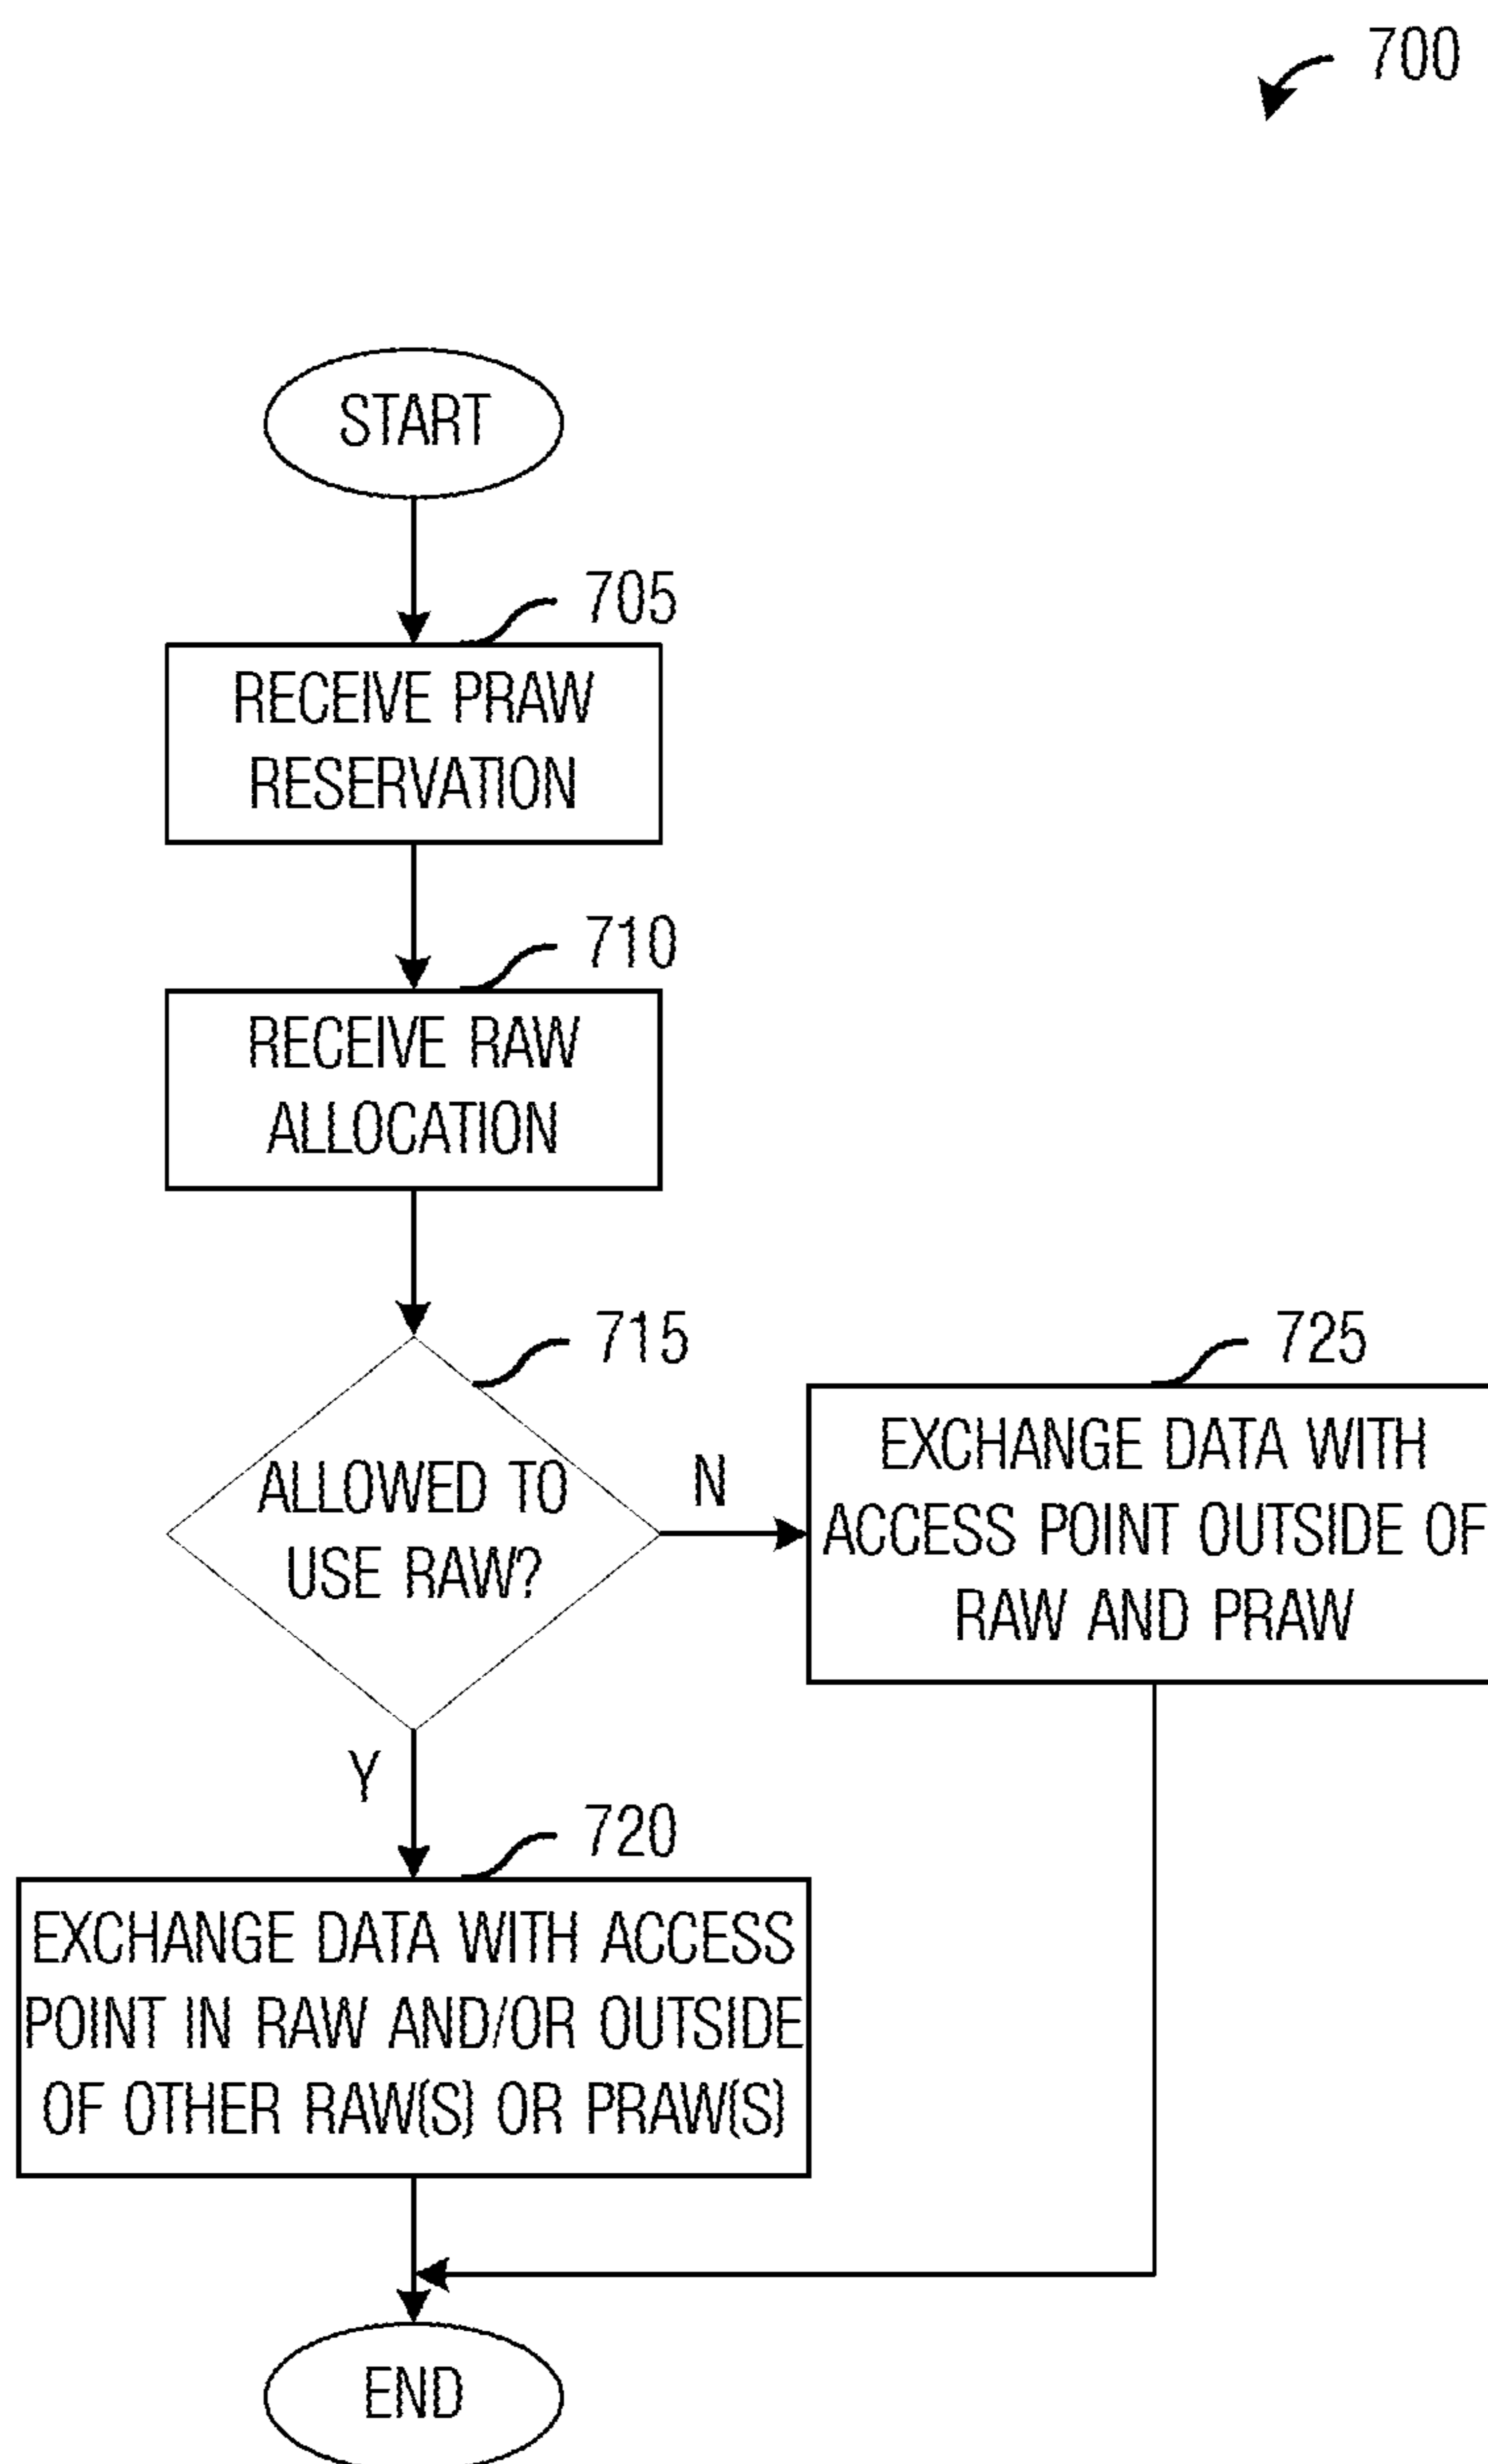 700
START
705
RECEIVE PRAW
RESERVATION
710
RECEIVE RAW
ALLOCATION
715
ALLOWED TO
USE RAW?
N
725
EXCHANGE DATA WITH
ACCESS POINT OUTSIDE OF
RAW AND PRAW
Y
720
EXCHANGE DATA WITH ACCESS
POINT IN RAW AND/OR OUTSIDE
OF OTHER RAW(S) OR PRAW(S)
END